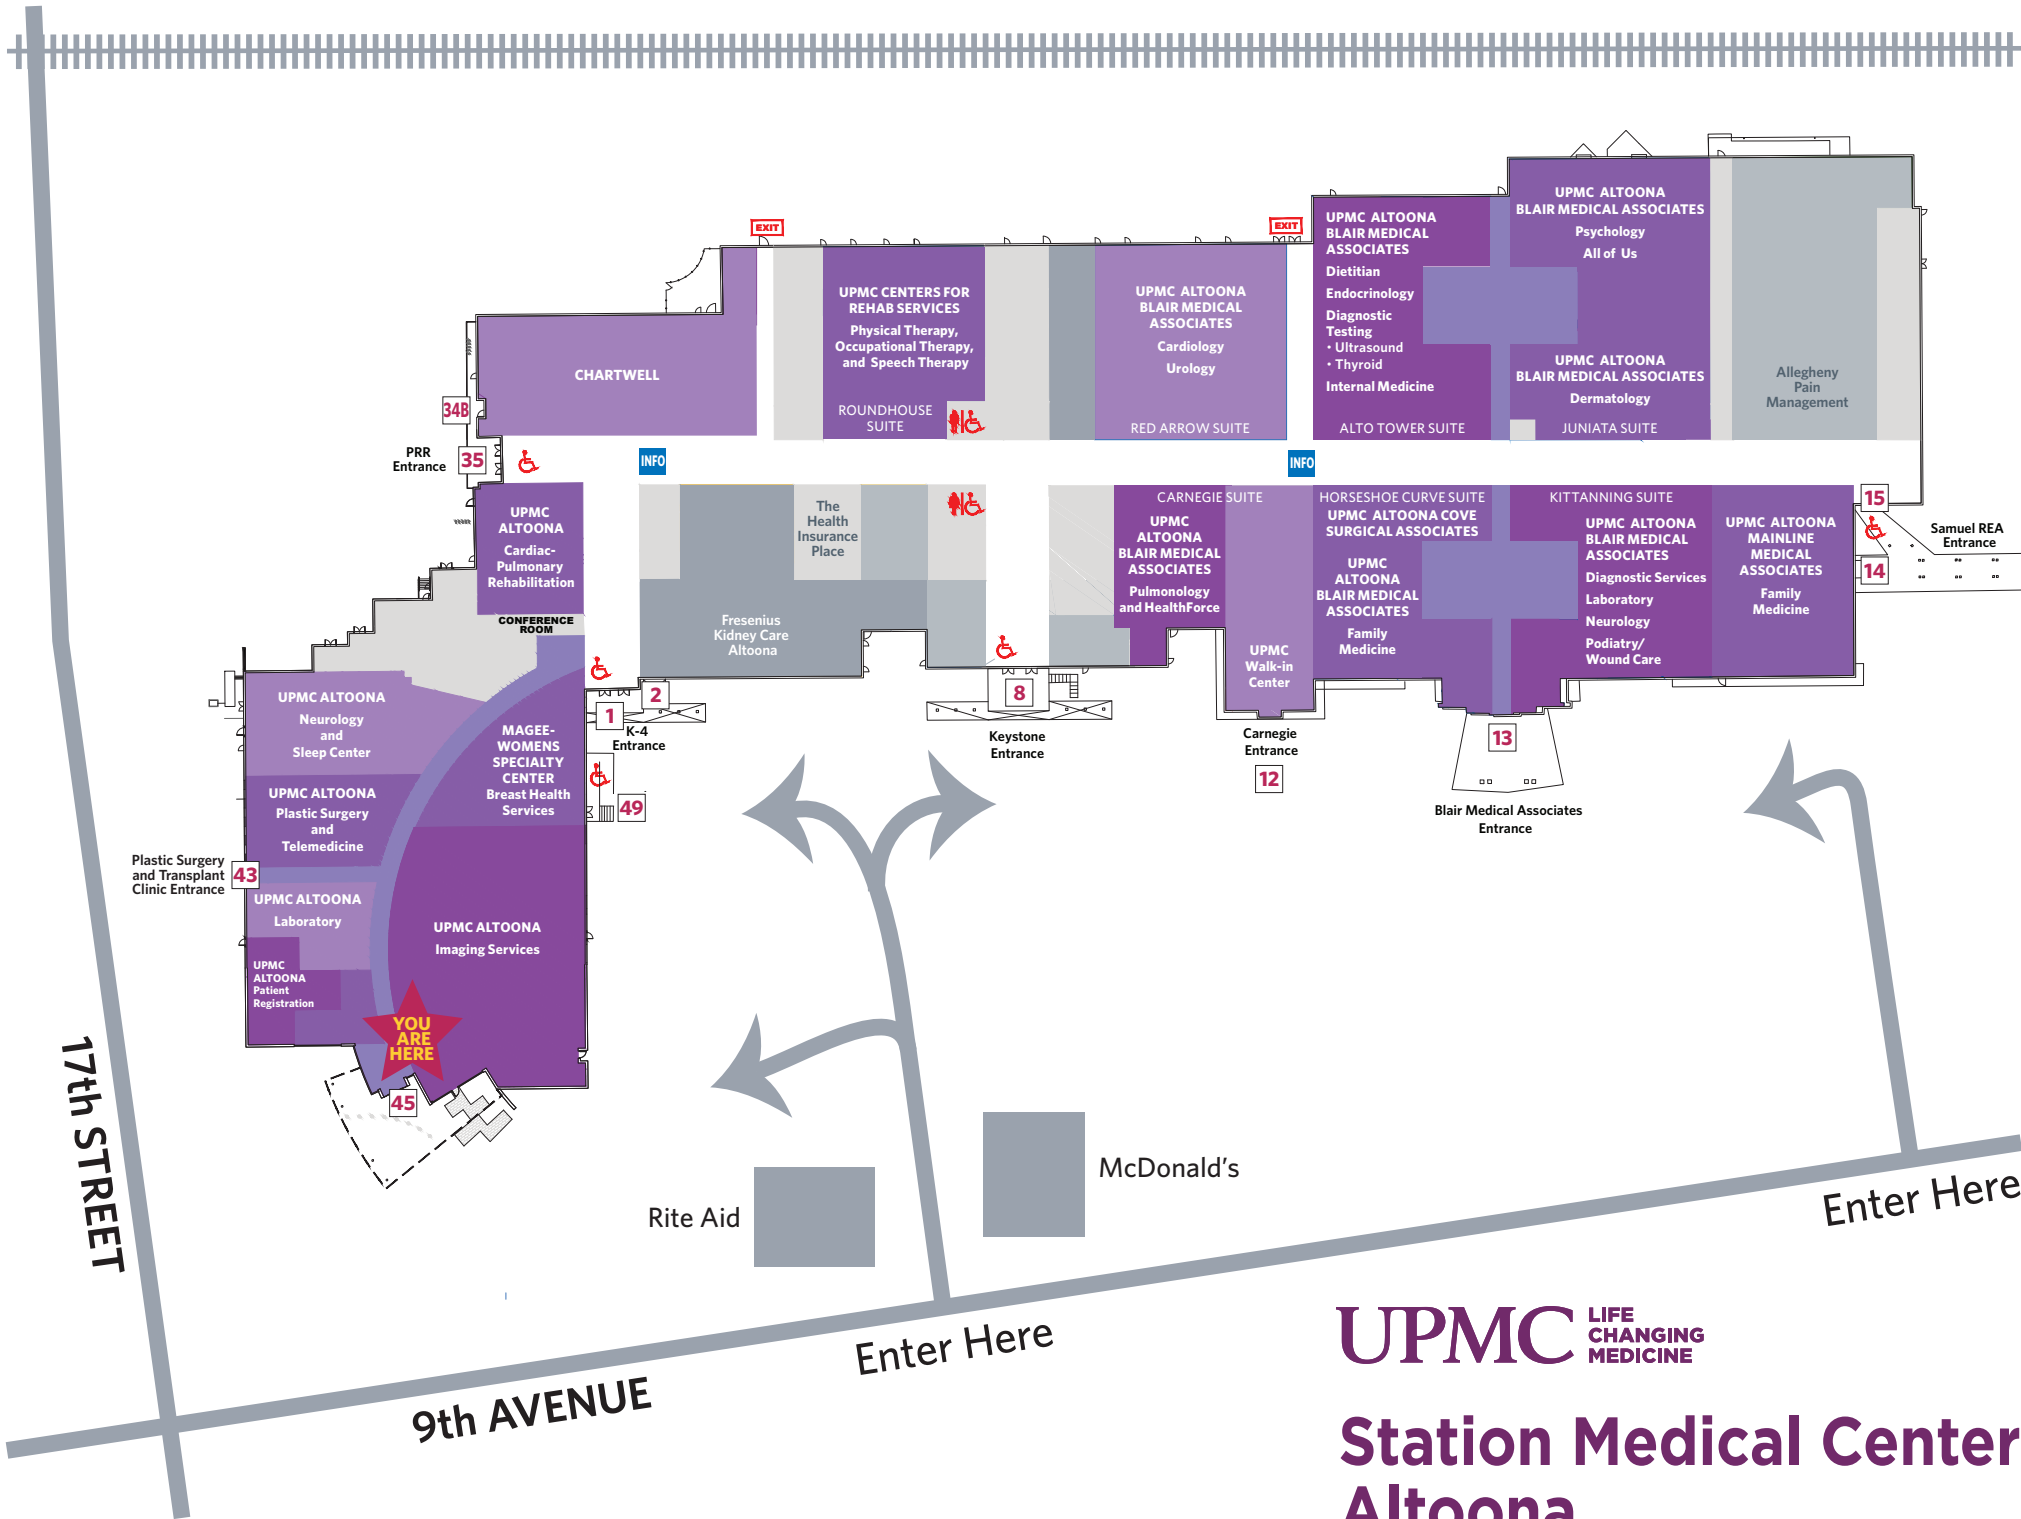 EXIT
EXIT
UPMC ALTOONA
BLAIR MEDICAL
ASSOCIATES
Dietitian
Endocrinology
Diagnostic
Testing
• Ultrasound
• Thyroid
Internal Medicine
ALTO TOWER SUITE
UPMC ALTOONA
BLAIR MEDICAL ASSOCIATES
Psychology
All of Us
UPMC ALTOONA
BLAIR MEDICAL ASSOCIATES
Dermatology
JUNIATA SUITE
Allegheny
Pain
Management
UPMC CENTERS FOR
REHAB SERVICES
Physical Therapy,
Occupational Therapy,
and Speech Therapy
ROUNDHOUSE
SUITE
UPMC ALTOONA
BLAIR MEDICAL
ASSOCIATES
Cardiology
Urology
RED ARROW SUITE
CHARTWELL
34B
PRR
Entrance
35
INFO
INFO
UPMC
ALTOONA
Cardiac-
Pulmonary
Rehabilitation
CONFERENCE
ROOM
The
Health
Insurance
Place
Fresenius
Kidney Care
Altoona
CARNEGIE SUITE
UPMC
ALTOONA
BLAIR MEDICAL
ASSOCIATES
Pulmonology
and HealthForce
UPMC
Walk-in
Center
HORSESHOE CURVE SUITE
UPMC ALTOONA COVE
SURGICAL ASSOCIATES
UPMC
ALTOONA
BLAIR MEDICAL
ASSOCIATES
Family
Medicine
KITTANNING SUITE
UPMC ALTOONA
BLAIR MEDICAL
ASSOCIATES
Diagnostic Services
Laboratory
Neurology
Podiatry/
Wound Care
UPMC ALTOONA
MAINLINE
MEDICAL
ASSOCIATES
Family
Medicine
15
Samuel REA
Entrance
14
UPMC ALTOONA
Neurology
and
Sleep Center
MAGEE-
WOMENS
SPECIALTY
CENTER
Breast Health
Services
2
1
K-4
Entrance
49
8
Keystone
Entrance
Carnegie
Entrance
12
13
Blair Medical Associates
Entrance
UPMC ALTOONA
Plastic Surgery
and
Telemedicine
Plastic Surgery
and Transplant
Clinic Entrance
43
UPMC ALTOONA
Laboratory
UPMC ALTOONA
Imaging Services
UPMC
ALTOONA
Patient
Registration
YOU
ARE
HERE
45
17th STREET
Rite Aid
McDonald's
Enter Here
Enter Here
9th AVENUE
UPMC
LIFE
CHANGING
MEDICINE
Station Medical Center
Altoona